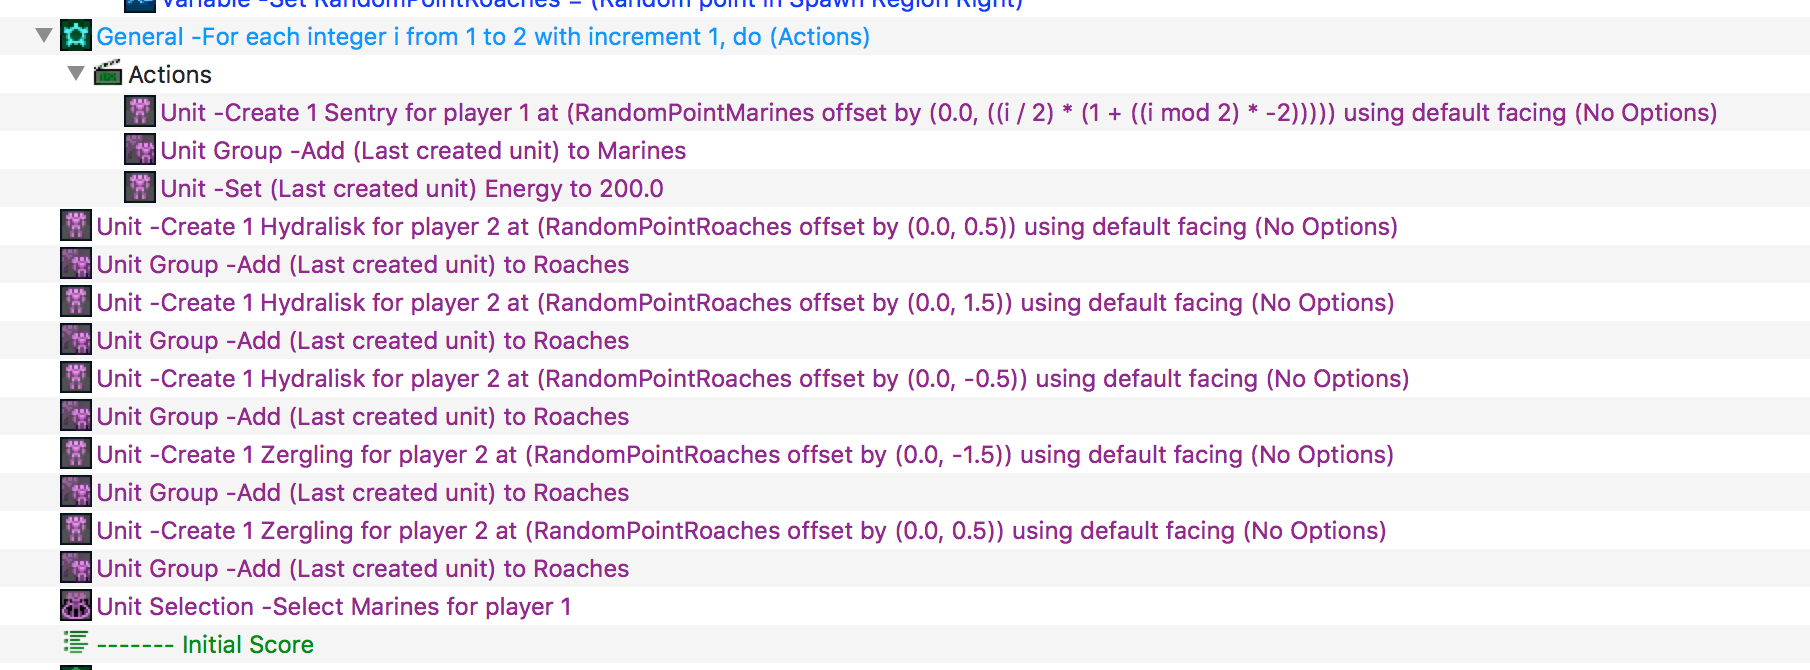 Variable -Set RandomPointRoaches = (Random point in Spawn Region Right)
General -For each integer i from 1 to 2 with increment 1, do (Actions)
Actions
Unit -Create 1 Sentry for player 1 at (RandomPointMarines offset by (0.0, ((i / 2) * (1 + ((i mod 2) * -2))))) using default facing (No Options)
Unit Group -Add (Last created unit) to Marines
Unit -Set (Last created unit) Energy to 200.0
Unit -Create 1 Hydralisk for player 2 at (RandomPointRoaches offset by (0.0, 0.5)) using default facing (No Options)
Unit Group -Add (Last created unit) to Roaches
Unit -Create 1 Hydralisk for player 2 at (RandomPointRoaches offset by (0.0, 1.5)) using default facing (No Options)
Unit Group -Add (Last created unit) to Roaches
Unit -Create 1 Hydralisk for player 2 at (RandomPointRoaches offset by (0.0, -0.5)) using default facing (No Options)
Unit Group -Add (Last created unit) to Roaches
Unit -Create 1 Zergling for player 2 at (RandomPointRoaches offset by (0.0, -1.5)) using default facing (No Options)
Unit Group -Add (Last created unit) to Roaches
Unit -Create 1 Zergling for player 2 at (RandomPointRoaches offset by (0.0, 0.5)) using default facing (No Options)
Unit Group -Add (Last created unit) to Roaches
Unit Selection -Select Marines for player 1
------- Initial Score